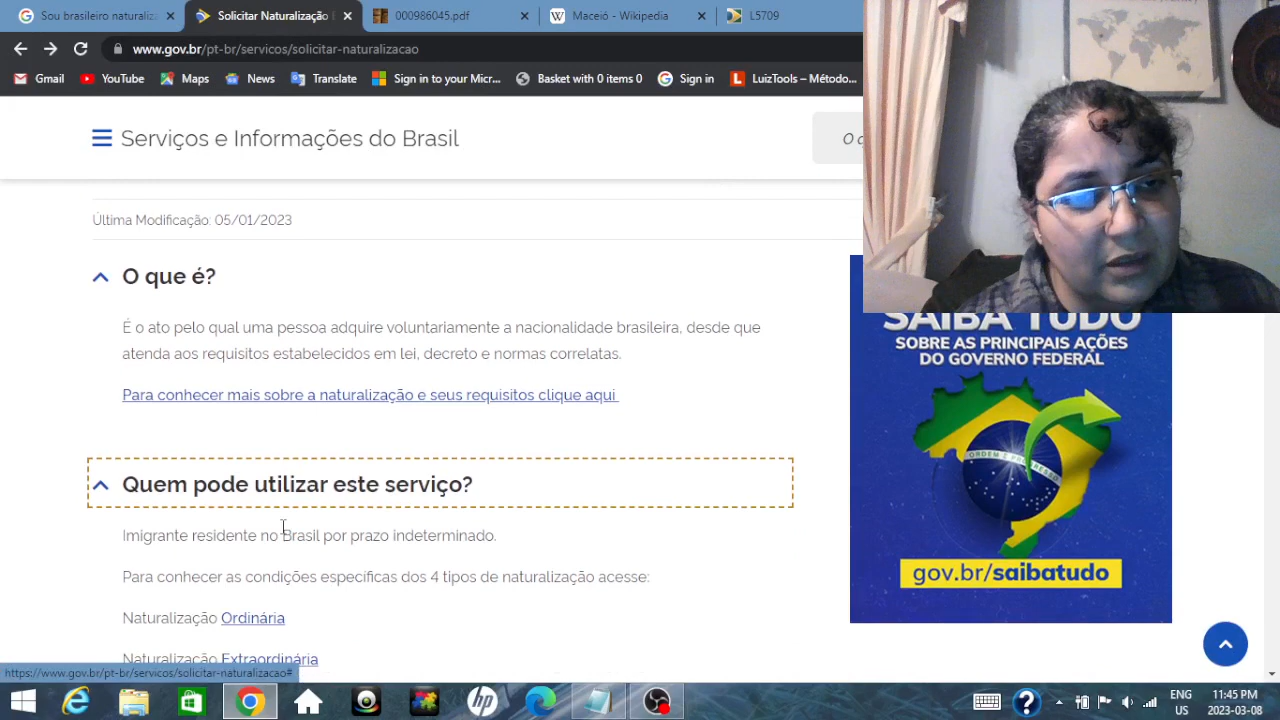 Sou brasileiro naturali
Solicita
000986045.pdf
Maceió - Wikipedia
L5709
www.gov.br/pt-br/servicos/solicitar-naturalizacao
Gmail YouTube Maps News Translate Sign in to your Micr... Basket with 0 items 0 Sign in LuizTools – Método...
Serviços e Informações do Brasil
Última Modificação: 05/01/2023
O que é?
É o ato pelo qual uma pessoa adquire voluntariamente a nacionalidade brasileira, desde que
atenda aos requisitos estabelecidos em lei, decreto e normas correlatas.
Para conhecer mais sobre a naturalização e seus requisitos clique aqui
Quem pode utilizar este serviço?
Imigrante residente no Brasil por prazo indeterminado.
Para conhecer as condições específicas dos 4 tipos de naturalização acesse:
Naturalização Ordinária
Naturalização Extraordinária
SAIBA TUDO
SOBRE AS PRINCIPAIS AÇÕES
DO GOVERNO FEDERAL
ORDEM E PROGRESSO
gov.br/saibatudo
https://www.gov.br/pt-br/servicos/solicitar-naturalizacao#
hp
ENG
US
11:45 PM
2023-03-08